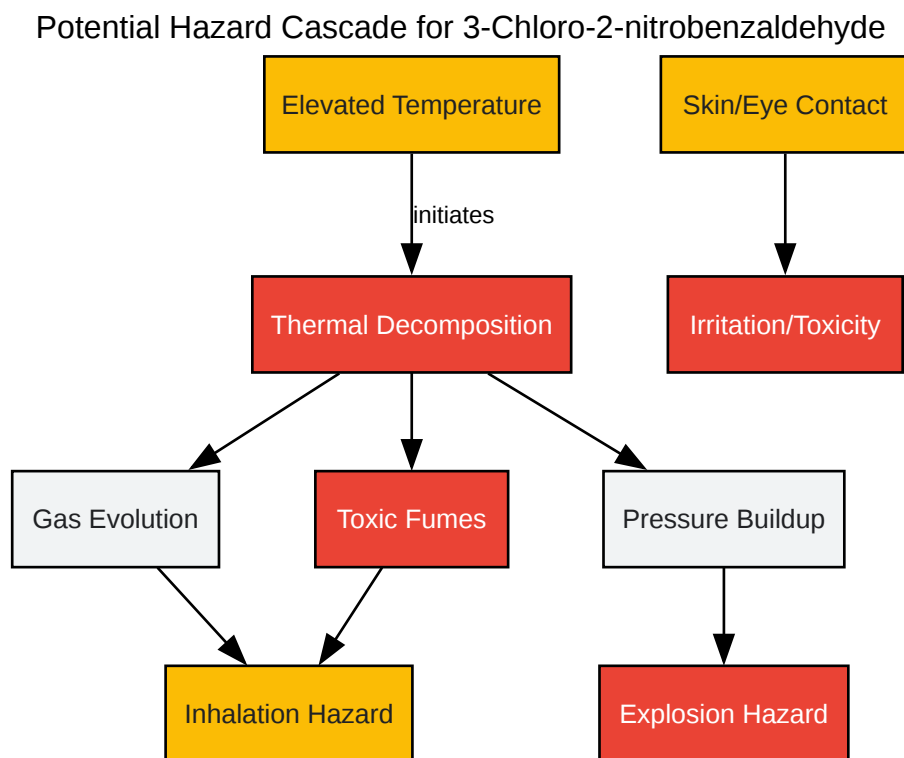 Potential Hazard Cascade for 3-Chloro-2-nitrobenzaldehyde
Elevated Temperature
Skin/Eye Contact
initiates
Thermal Decomposition
Irritation/Toxicity
Gas Evolution
Toxic Fumes
Pressure Buildup
Inhalation Hazard
Explosion Hazard